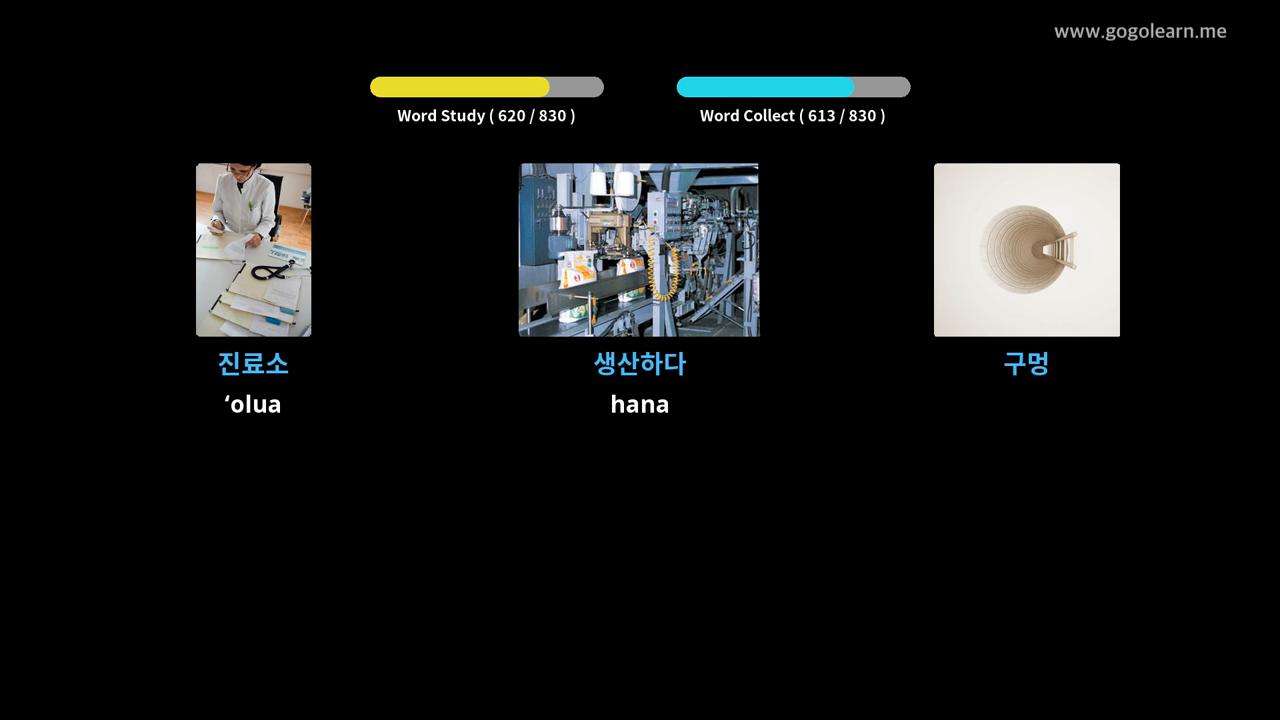 www.gogolearn.me
Word Study ( 620 / 830 )
Word Collect ( 613 / 830 )
진료소
생산하다
구멍
‘olua
hana